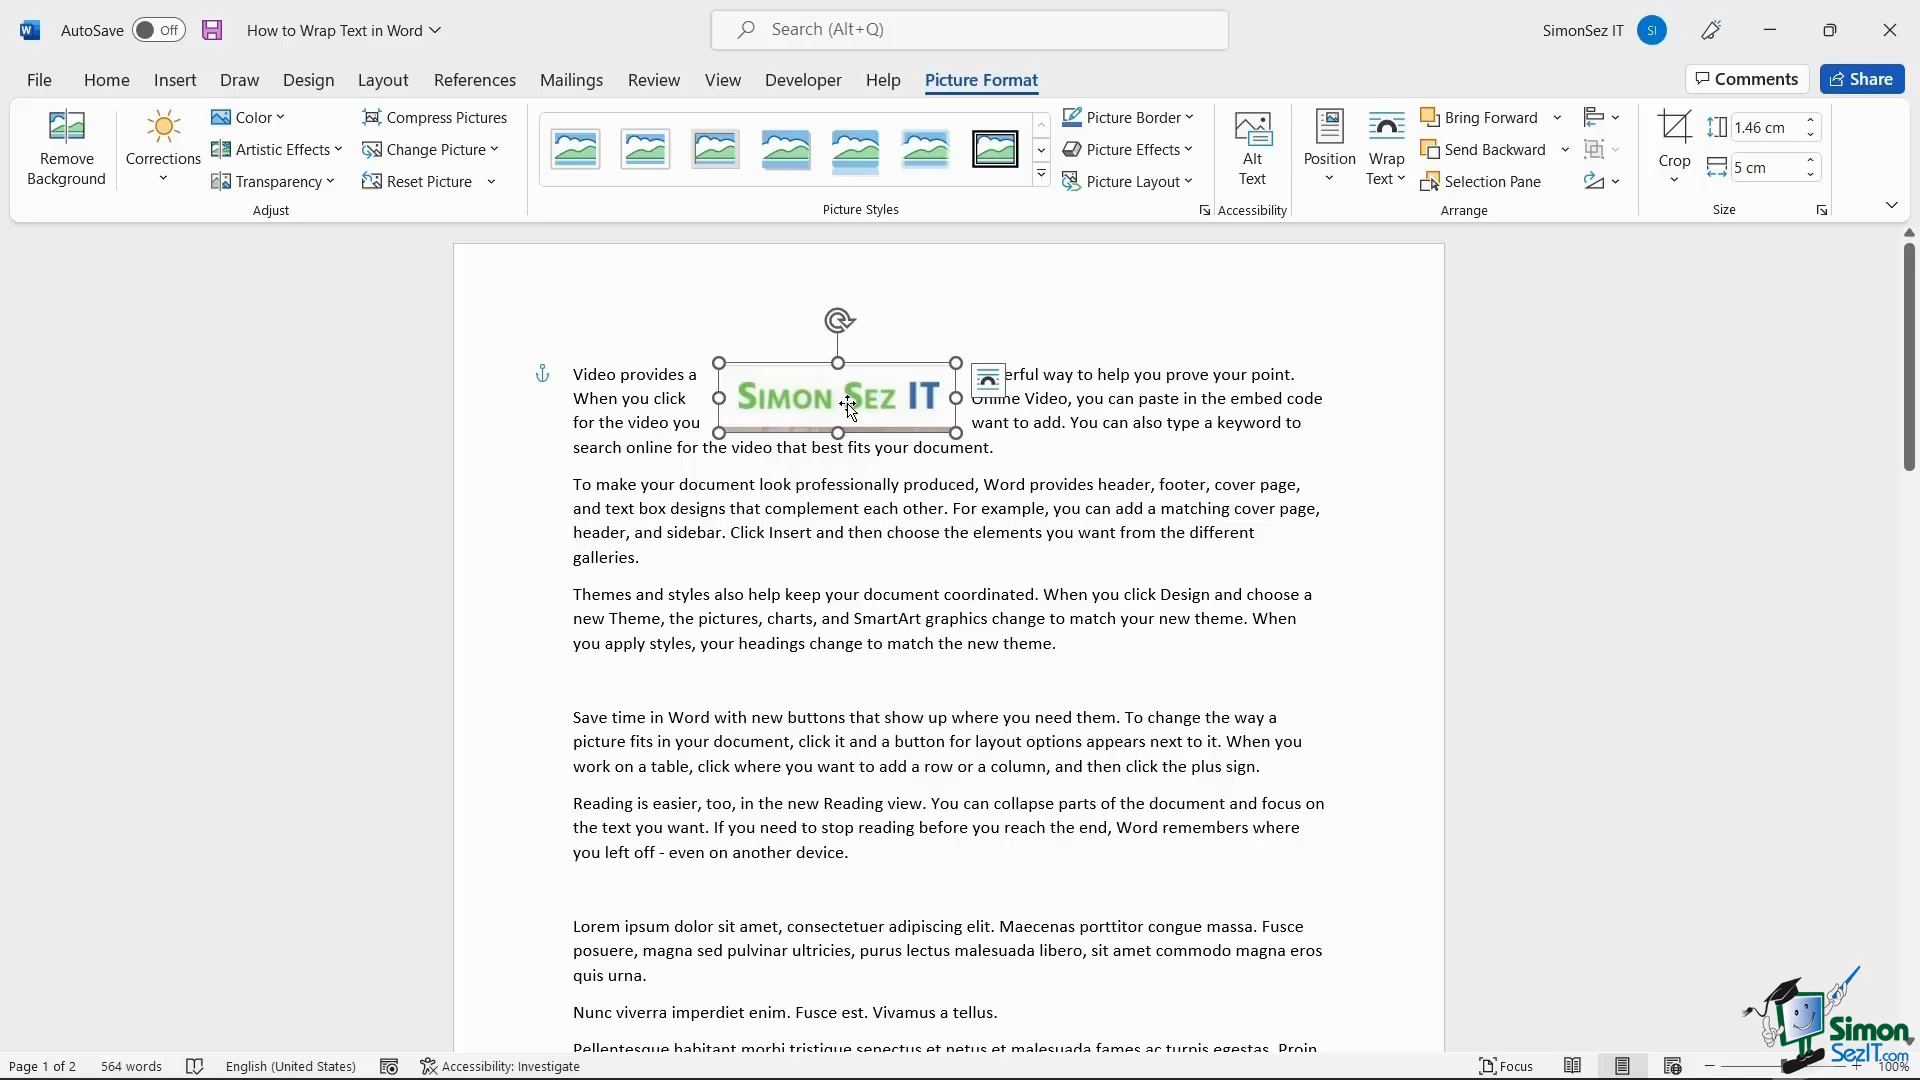 AutoSave Off How to Wrap Text in Word Search (Alt+Q) SimonSez IT SI
File Home Insert Draw Design Layout References Mailings Review View Developer Help Picture Format Comments Share
Remove Background
Corrections
Color
Artistic Effects
Transparency
Compress Pictures
Change Picture
Reset Picture
Adjust
Picture Styles
Picture Border
Picture Effects
Picture Layout
Alt Text
Accessibility
Position
Wrap Text
Bring Forward
Send Backward
Selection Pane
Arrange
Crop
1.46 cm
5 cm
Size
Video provides a erful way to help you prove your point.
When you click Online Video, you can paste in the embed code
for the video you want to add. You can also type a keyword to
SIMON SEZ IT
search online for the video that best fits your document.
To make your document look professionally produced, Word provides header, footer, cover page,
and text box designs that complement each other. For example, you can add a matching cover page,
header, and sidebar. Click Insert and then choose the elements you want from the different
galleries.
Themes and styles also help keep your document coordinated. When you click Design and choose a
new Theme, the pictures, charts, and SmartArt graphics change to match your new theme. When
you apply styles, your headings change to match the new theme.
Save time in Word with new buttons that show up where you need them. To change the way a
picture fits in your document, click it and a button for layout options appears next to it. When you
work on a table, click where you want to add a row or a column, and then click the plus sign.
Reading is easier, too, in the new Reading view. You can collapse parts of the document and focus on
the text you want. If you need to stop reading before you reach the end, Word remembers where
you left off - even on another device.
Lorem ipsum dolor sit amet, consectetuer adipiscing elit. Maecenas porttitor congue massa. Fusce
posuere, magna sed pulvinar ultricies, purus lectus malesuada libero, sit amet commodo magna eros
quis urna.
Nunc viverra imperdiet enim. Fusce est. Vivamus a tellus.
Pellentesque habitant morbi tristique senectus et netus et malesuada fames ac turpis egestas. Proin
Simon
SezIT.com
Page 1 of 2 564 words English (United States) Accessibility: Investigate Focus 100%